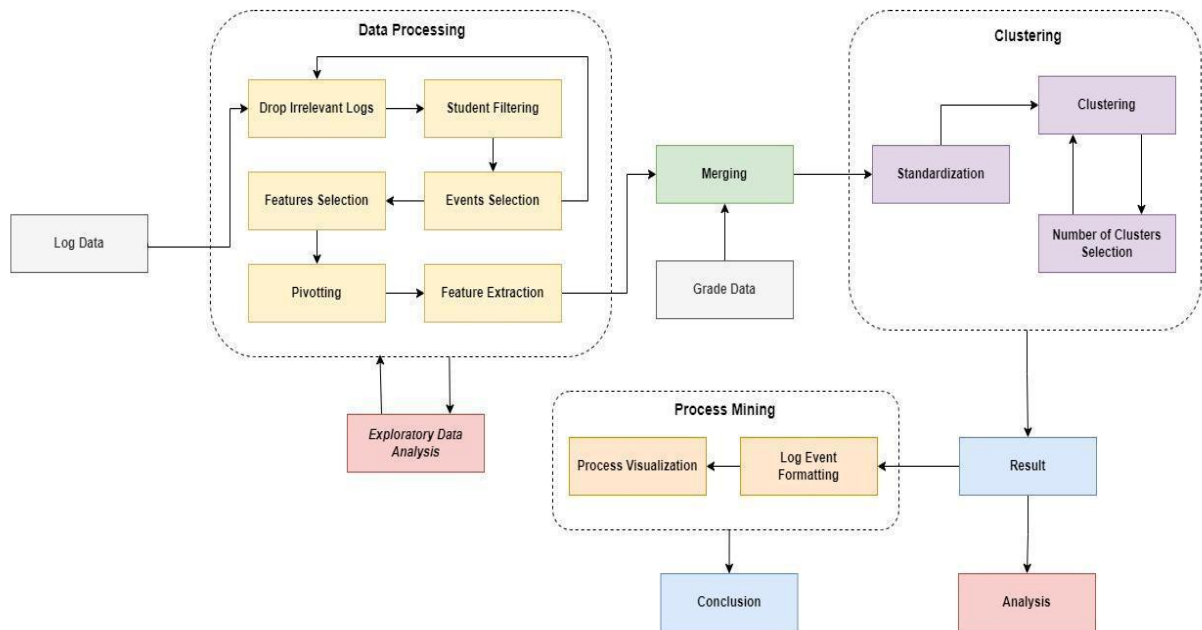 Data Processing
Clustering
Drop Irrelevant Logs
Student Filtering
Clustering
Merging
Standardization
Features Selection
Events Selection
Log Data
Number of Clusters
Selection
Pivotting
Feature Extraction
Grade Data
Process Mining
Exploratory Data
Analysis
Process Visualization
Log Event
Formatting
Result
Conclusion
Analysis